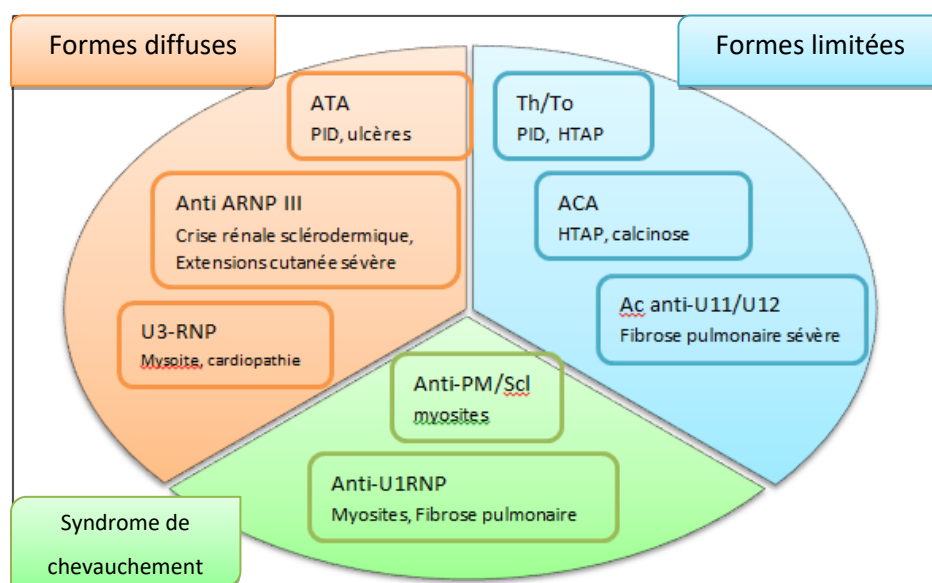 Formes diffuses
Formes limitées
ATA
PID, ulcères
Th/To
PID, HTAP
Anti ARNP III
Crise rénale sclérodermique,
Extensions cutanée sévère
ACA
HTAP, calcinose
U3-RNP
Mysoite, cardiopathie
Ac anti-U11/U12
Fibrose pulmonaire sévère
Anti-PM/Scl
myosites
Anti-U1RNP
Myosites, Fibrose pulmonaire
Syndrome de
chevauchement